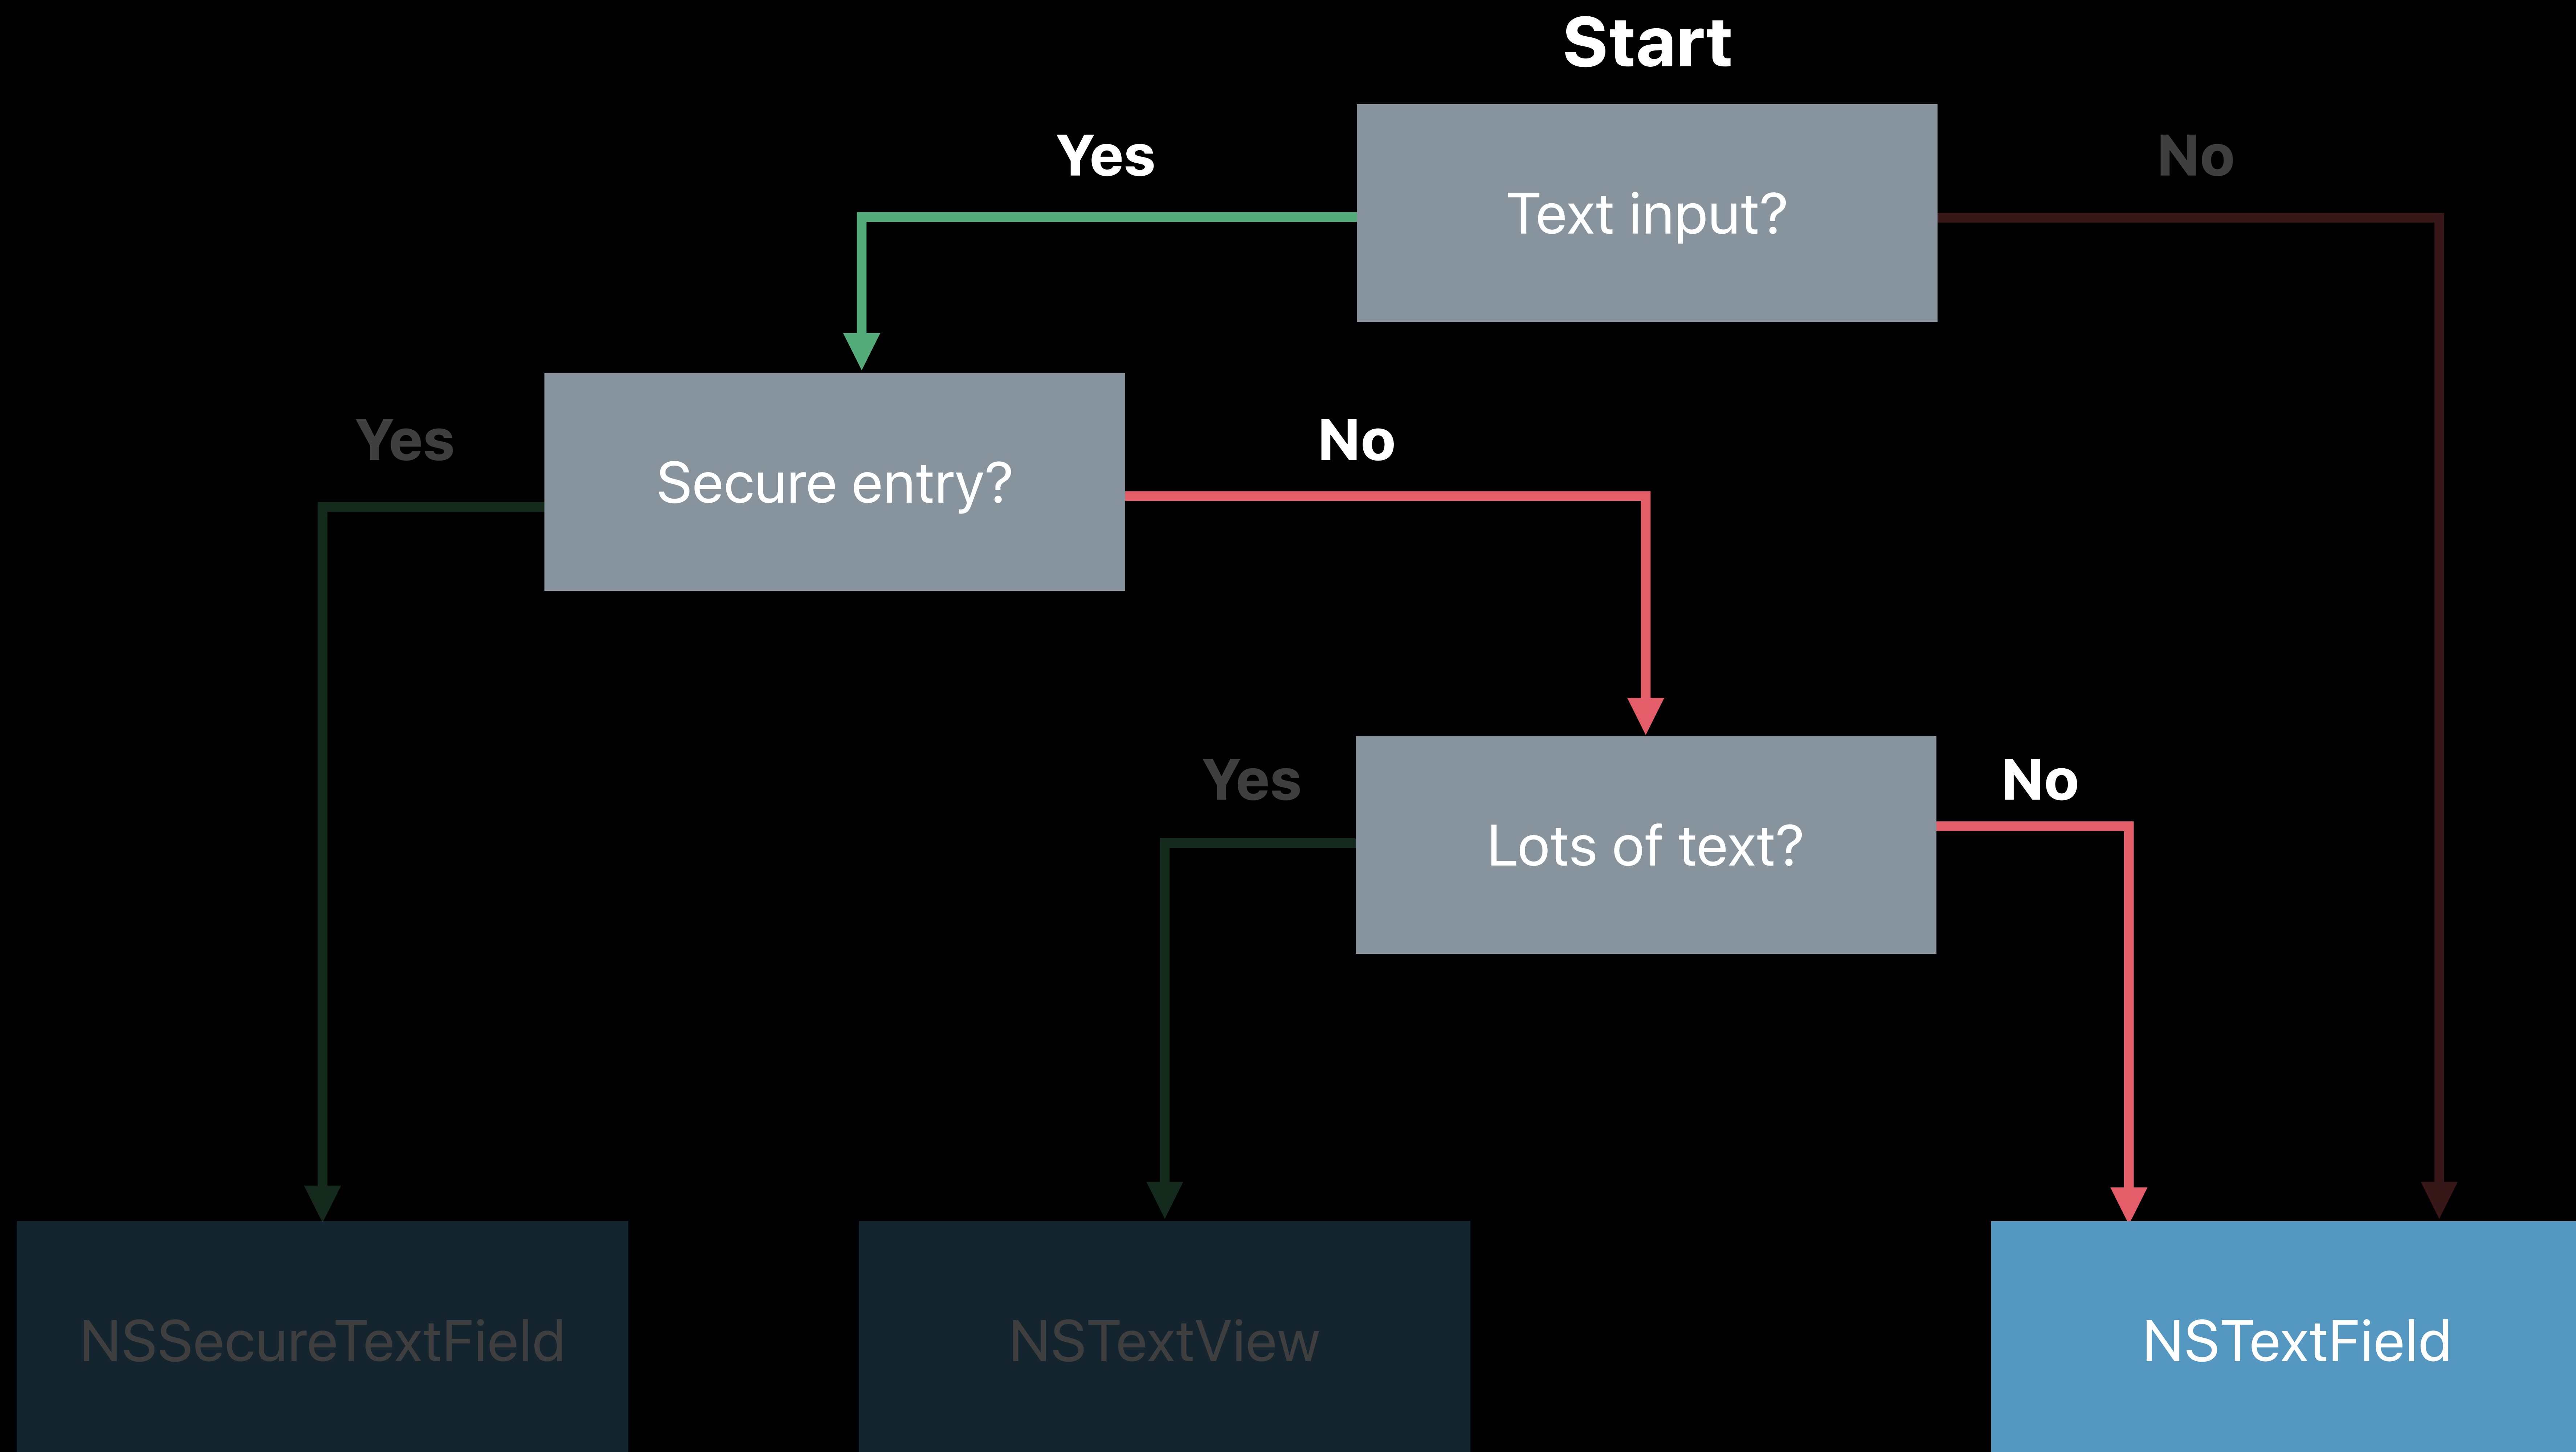 Start
Yes
No
Text input?
Yes
No
Secure entry?
Yes
No
Lots of text?
NSSecureTextField
NSTextView
NSTextField